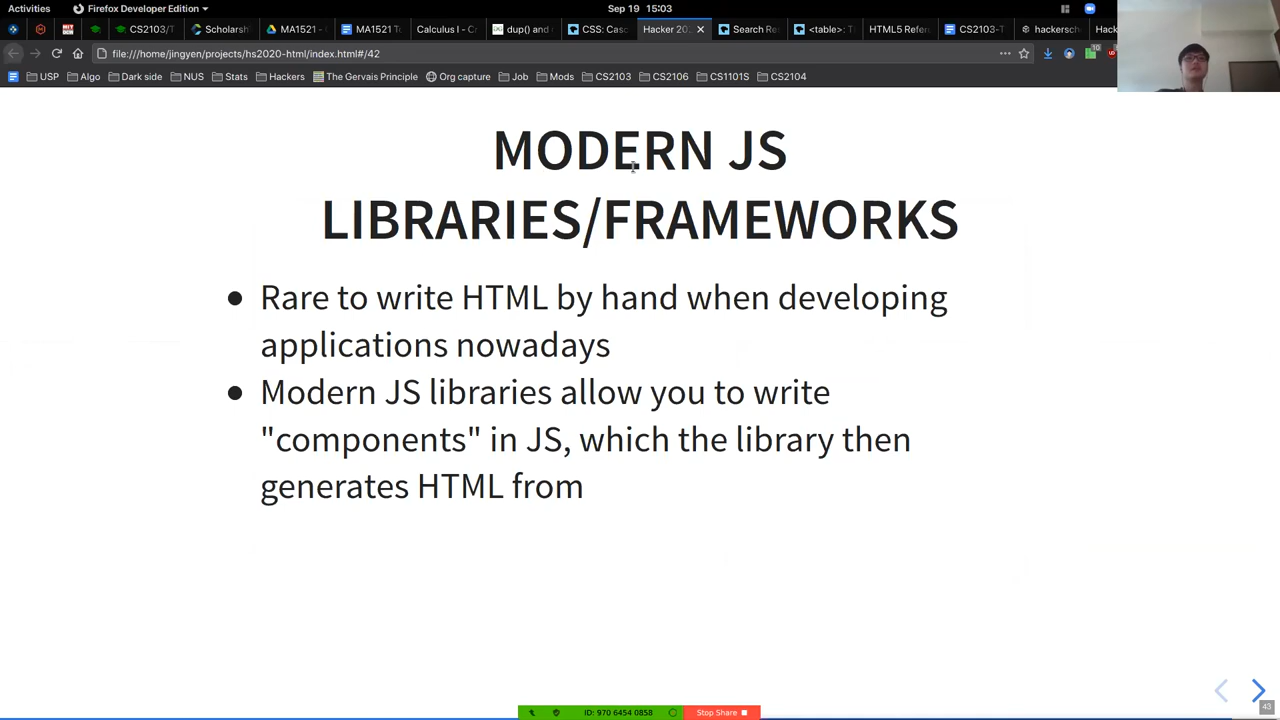 Activities
Firefox Developer Edition
Sep 19 15:03
CS2103/T
Scholarsh
MA1521 -
MA1521 To
Calculus I - C
dup() and
CSS: Casc
Hacker 20
Search Re
<table>: T
HTML5 Refer
CS2103-T
hackersch
Hack
file:///home/jingyen/projects/hs2020-html/index.html#/42
USP
Algo
Dark side
NUS
Stats
Hackers
The Gervais Principle
Org capture
Job
Mods
CS2103
CS2106
CS1101S
CS2104
MODERN JS
LIBRARIES/FRAMEWORKS
Rare to write HTML by hand when developing
applications nowadays
Modern JS libraries allow you to write
"components" in JS, which the library then
generates HTML from
43
ID: 970 6454 0858
Stop Share